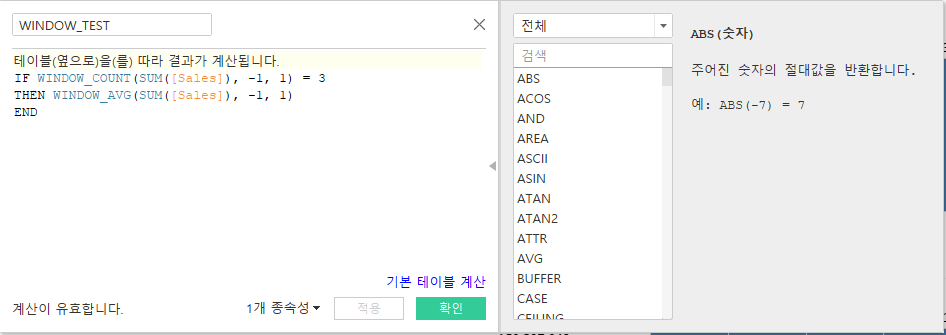 WINDOW_TEST
테이블(옆으로)을(를) 따라 결과가 계산됩니다.
IF WINDOW_COUNT(SUM([Sales]), -1, 1) = 3
THEN WINDOW_AVG(SUM([Sales]), -1, 1)
END
기본 테이블 계산
계산이 유효합니다.
1개 종속성
적용
확인
전체
검색
ABS
ACOS
AND
AREA
ASCII
ASIN
ATAN
ATAN2
ATTR
AVG
BUFFER
CASE
CEILING
ABS(숫자)
주어진 숫자의 절대값을 반환합니다.
예: ABS(-7) = 7